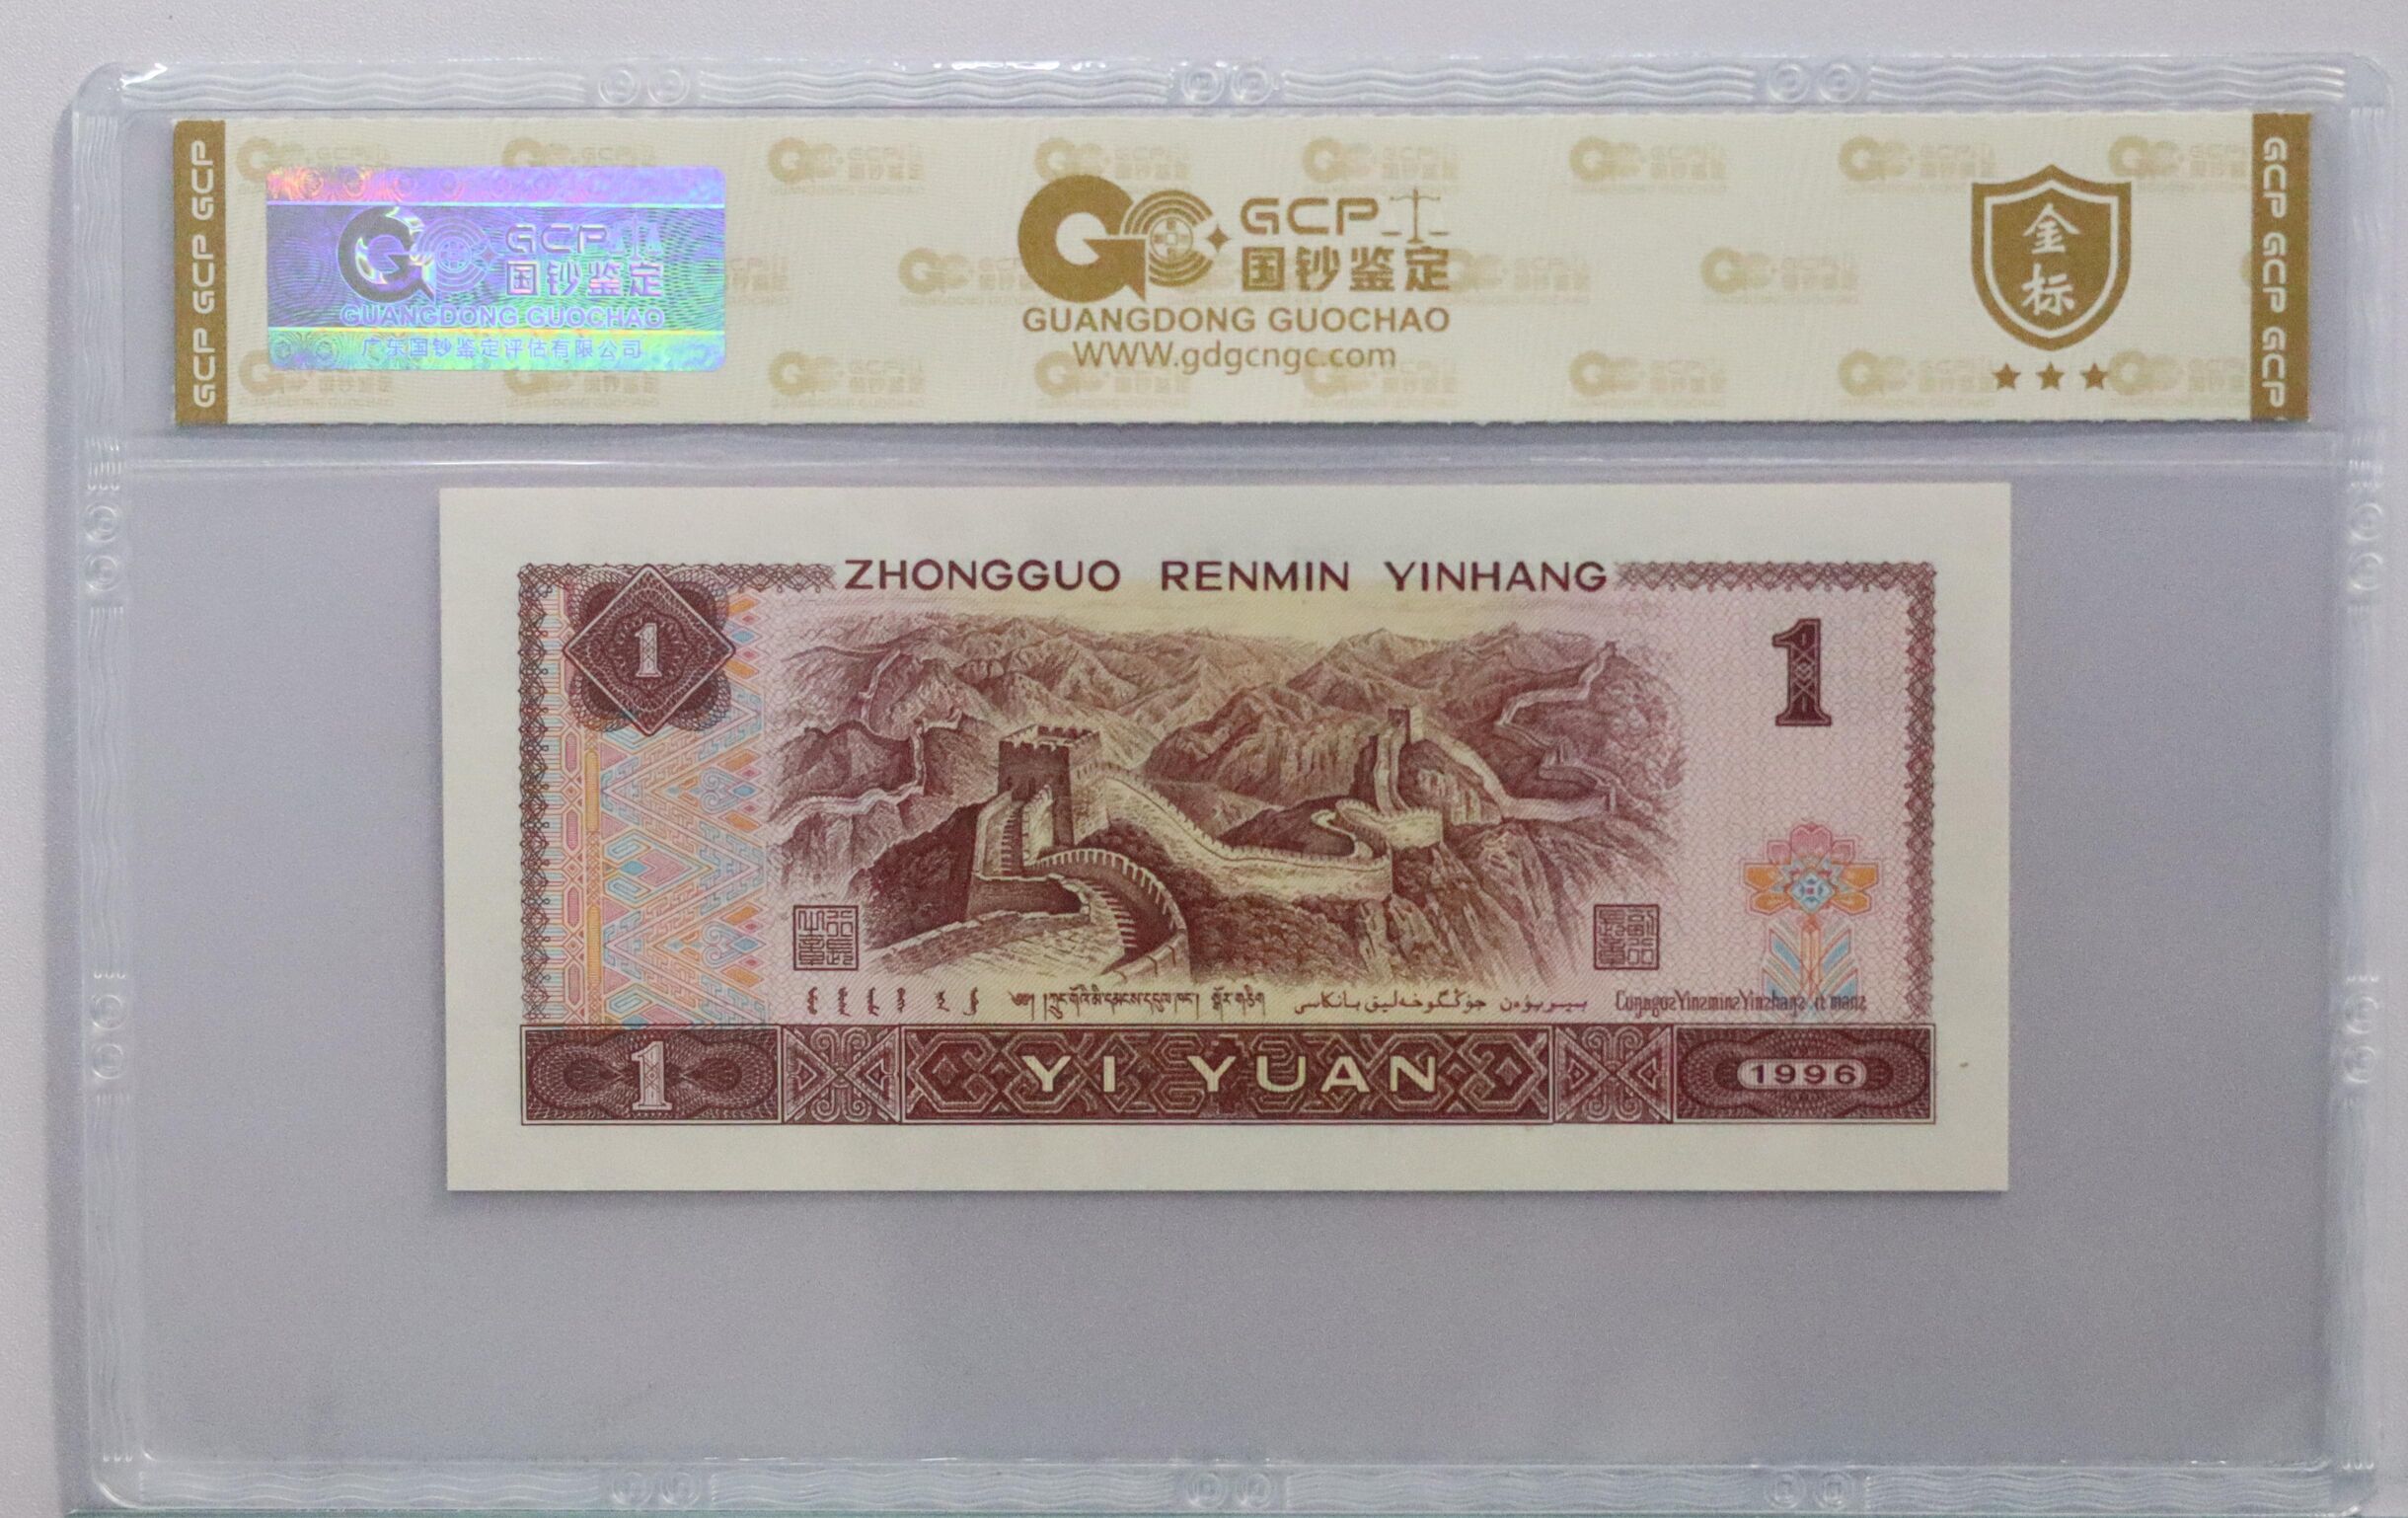 GCP GCP GCP
GCP
国钞鉴定
GUANGDONG GUOCHAO
广东国钞鉴定评估有限公司
GCP
国钞鉴定
GUANGDONG GUOCHAO
WWW.gdgcngc.com
金
标
GCP GCP GCP
ZHONGGUO RENMIN YINHANG
1
1
1
YI YUAN
1996